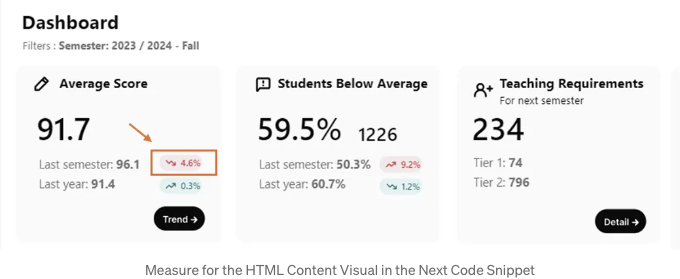 Dashboard
Filters : Semester: 2023 / 2024 - Fall
Average Score
91.7
Last semester: 96.1
4.6%
Last year: 91.4
0.3%
Trend →
Students Below Average
59.5% 1226
Last semester: 50.3%
9.2%
Last year: 60.7%
1.2%
Teaching Requirements
For next semester
234
Tier 1: 74
Tier 2: 796
Detail →
Measure for the HTML Content Visual in the Next Code Snippet